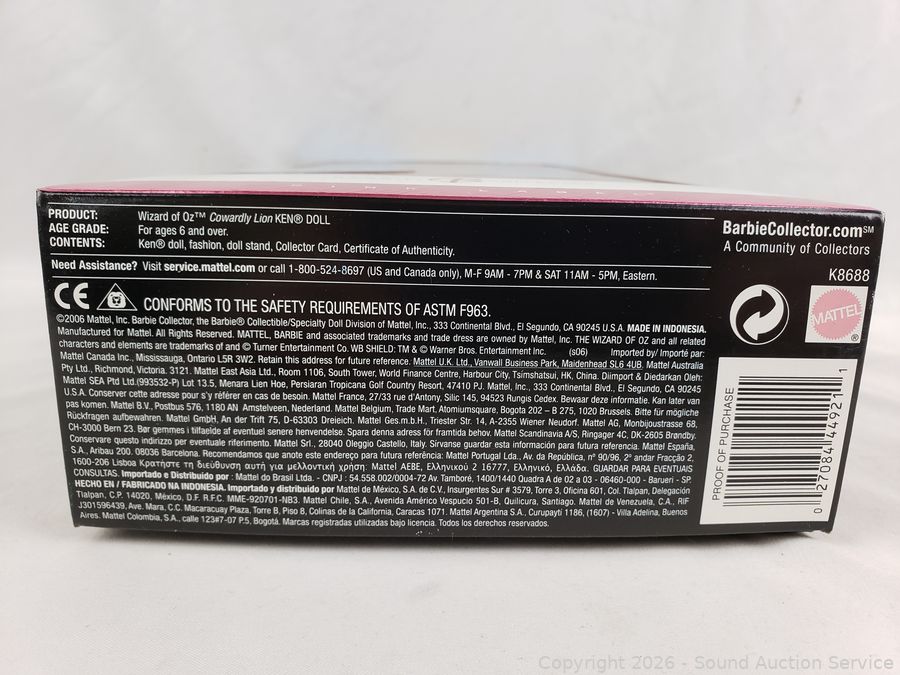 PINK LABEL
PRODUCT: Wizard of Oz™ Cowardly Lion KEN® DOLL
AGE GRADE: For ages 6 and over.
CONTENTS: Ken® doll, fashion, doll stand, Collector Card, Certificate of Authenticity.
Need Assistance? Visit service.mattel.com or call 1-800-524-8697 (US and Canada only), M-F 9AM - 7PM & SAT 11AM - 5PM, Eastern.
CE CONFORMS TO THE SAFETY REQUIREMENTS OF ASTM F963.
©2006 Mattel, Inc. Barbie Collector, the Barbie® Collectible/Specialty Doll Division of Mattel, Inc., 333 Continental Blvd., El Segundo, CA 90245 U.S.A. MADE IN INDONESIA.
Manufactured for Mattel. All Rights Reserved. MATTEL, BARBIE and associated trademarks and trade dress are owned by Mattel, Inc. THE WIZARD OF OZ and all related
characters and elements are trademarks of and © Turner Entertainment Co. WB SHIELD: TM & © Warner Bros. Entertainment Inc. (s06) Imported by/ Importé par:
Mattel Canada Inc., Mississauga, Ontario L5R 3W2. Retain this address for future reference. Mattel U.K. Ltd., Vanwall Business Park, Maidenhead SL6 4UB. Mattel Australia
Pty Ltd., Richmond, Victoria. 3121. Mattel East Asia Ltd., Room 1106, South Tower, World Finance Centre, Harbour City, Tsimshatsui, HK, China. Diimport & Diedarkan Oleh:
Mattel SEA Ptd Ltd.(993532-P) Lot 13.5, Menara Lien Hoe, Persiaran Tropicana Golf Country Resort, 47410 PJ. Mattel, Inc., 333 Continental Blvd., El Segundo, CA 90245
U.S.A. Conserver cette adresse pour s'y référer en cas de besoin. Mattel France, 27/33 rue d'Antony, Silic 145, 94523 Rungis Cedex. Bewaar deze informatie. Kan later van
pas komen. Mattel B.V., Postbus 576, 1180 AN Amstelveen, Nederland. Mattel Belgium, Trade Mart, Atomiumsquare, Bogota 202 – B 275, 1020 Brussels. Bitte für mögliche
Rückfragen aufbewahren. Mattel GmbH, An der Trift 75, D-63303 Dreieich. Mattel Ges.m.b.H., Triester Str. 14, A-2355 Wiener Neudorf. Mattel AG, Monbijoustrasse 68,
CH-3000 Bern 23. Bør gemmes i tilfælde af eventuel senere henvendelse. Spara denna adress för framtida behov. Mattel Scandinavia A/S, Ringager 4C, DK-2605 Brøndby.
Conservare questo indirizzo per eventuale riferimento. Mattel Srl., 28040 Oleggio Castello, Italy. Sírvanse guardar esta información para futura referencia. Mattel España,
S.A., Aribau 200. 08036 Barcelona. Recomendamos que anote este endereço para futura referência. Mattel Portugal Lda., Av. da República, nº 90/96, 2º andar Fracção 2,
1600-206 Lisboa Κρατήστε τη διεύθυνση αυτή για μελλοντική χρήση. Mattel AEBE, Ελληνικού 2 16777, Ελληνικό, Ελλάδα. GUARDAR PARA EVENTUAIS
CONSULTAS. Importado e Distribuido por : Mattel do Brasil Ltda. - CNPJ : 54.558.002/0004-72 Av. Tamboré, 1400/1440 Quadra A de 02 a 03 - 06460-000 - Barueri - SP.
HECHO EN / FABRICADO NA INDONESIA. Importado y distribuido por Mattel de México, S.A. de C.V., Insurgentes Sur # 3579, Torre 3, Oficina 601, Col. Tlalpan, Delegación
Tlalpan, C.P. 14020, México, D.F. R.F.C. MME-920701-NB3. Mattel Chile, S.A., Avenida Américo Vespucio 501-B, Quilicura, Santiago. Mattel de Venezuela, C.A., RIF
J301596439, Ave. Mara, C.C. Macaracuay Plaza, Torre B, Piso 8, Colinas de la California, Caracas 1071. Mattel Argentina S.A., Curupaytí 1186, (1607) - Villa Adelina, Buenos
Aires. Mattel Colombia, S.A., calle 123#7-07 P.5, Bogotá. Marcas registradas utilizadas bajo licencia. Todos los derechos reservados.
BarbieCollector.com℠
A Community of Collectors
K8688
MATTEL®
PROOF OF PURCHASE
0 27084 44921 1
Copyright 2026 - Sound Auction Service